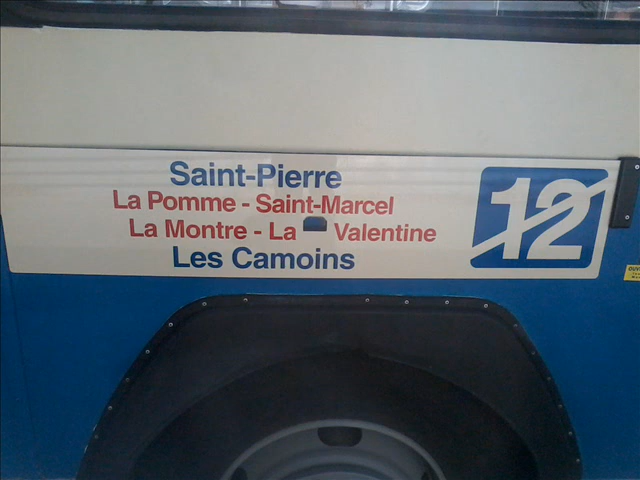 Saint-Pierre
La Pomme - Saint-Marcel
La Montre - La Valentine
Les Camoins
12